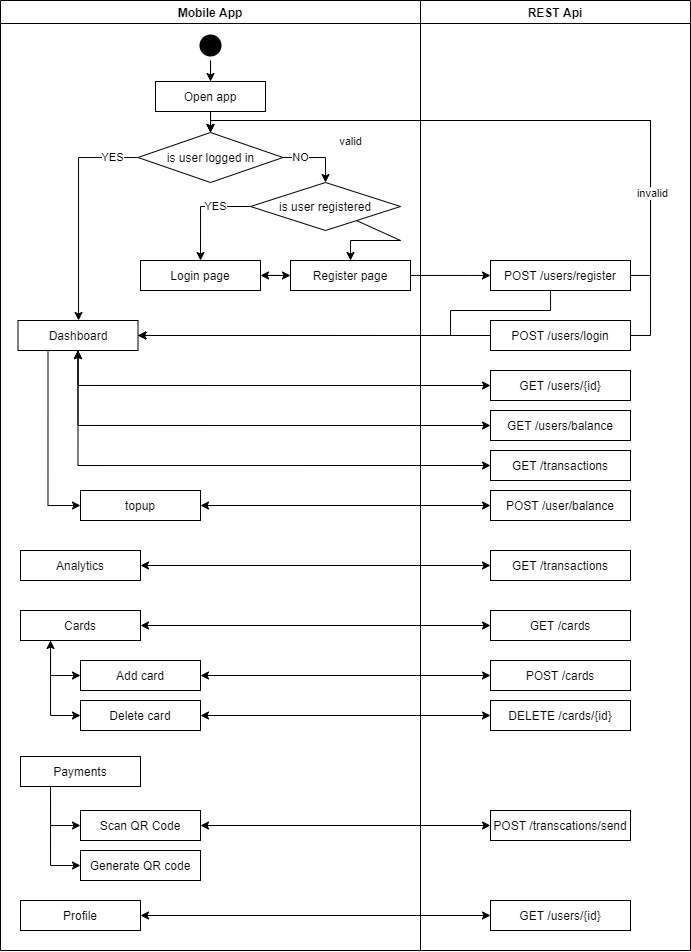 Mobile App
REST Api
Open app
valid
is user logged in
YES
NO
invalid
is user registered
YES
Login page
Register page
POST /users/register
Dashboard
POST /users/login
GET /users/{id}
GET /users/balance
GET /transactions
topup
POST /user/balance
Analytics
GET /transactions
Cards
GET /cards
Add card
POST /cards
Delete card
DELETE /cards/{id}
Payments
Scan QR Code
POST /transcations/send
Generate QR code
Profile
GET /users/{id}